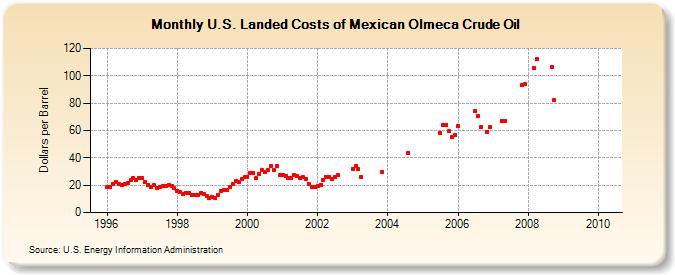 Monthly U.S. Landed Costs of Mexican Olmeca Crude Oil
Dollars per Barrel
120
100
80
60
40
20
0
1996 1998 2000 2002 2004 2006 2008 2010
Source: U.S. Energy Information Administration